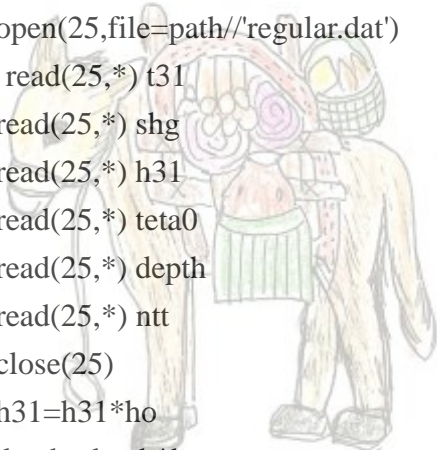 open(25,file=path//'regular.dat')
read(25,*) t31
read(25,*) shg
read(25,*) h31
read(25,*) teta0
read(25,*) depth
read(25,*) ntt
close(25)
h31=h31*ho